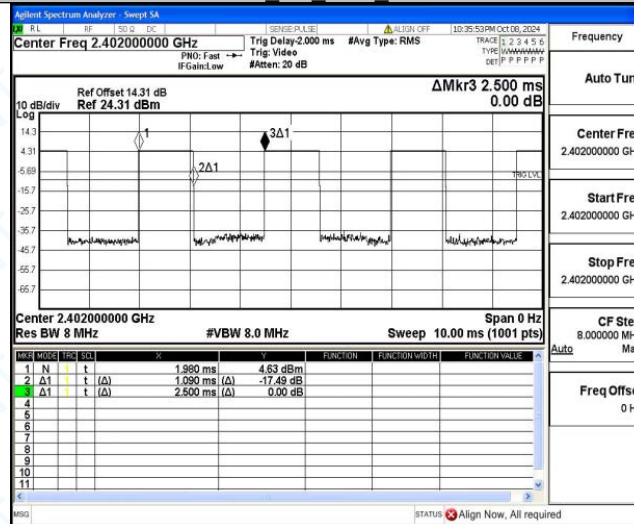 Agilent Spectrum Analyzer - Swept SA
RL RF 50 Ω DC SENSE:PULSE ALIGN OFF 10:35:53PM Oct 08, 2024
Center Freq 2.402000000 GHz
PNO: Fast
IFGain:Low
Trig Delay-2.000 ms
Trig: Video
#Atten: 20 dB
#Avg Type: RMS
TRACE 1 2 3 4 5 6
TYPE WWWWWW
DET P P P P P P
Frequency
Auto Tun
ΔMkr3 2.500 ms
0.00 dB
Ref Offset 14.31 dB
Ref 24.31 dBm
10 dB/div
Log
14.3
4.31
-5.69
-15.7
-25.7
-35.7
-45.7
-55.7
-65.7
1
2Δ1
3Δ1
TRIG LVL
Center Fre
2.402000000 GH
Start Fre
2.402000000 GH
Stop Fre
2.402000000 GH
CF Ste
8.000000 MH
Auto Ma
Freq Offse
0 H
Center 2.402000000 GHz Span 0 Hz
Res BW 8 MHz #VBW 8.0 MHz Sweep 10.00 ms (1001 pts)
MKR MODE TRC SCL X Y FUNCTION FUNCTION WIDTH FUNCTION VALUE
1 N 1 t 1.980 ms 4.63 dBm
2 Δ1 1 t (Δ) 1.090 ms (Δ) -17.49 dB
3 Δ1 1 t (Δ) 2.500 ms (Δ) 0.00 dB
4
5
6
7
8
9
10
11
MSG STATUS Align Now, All required